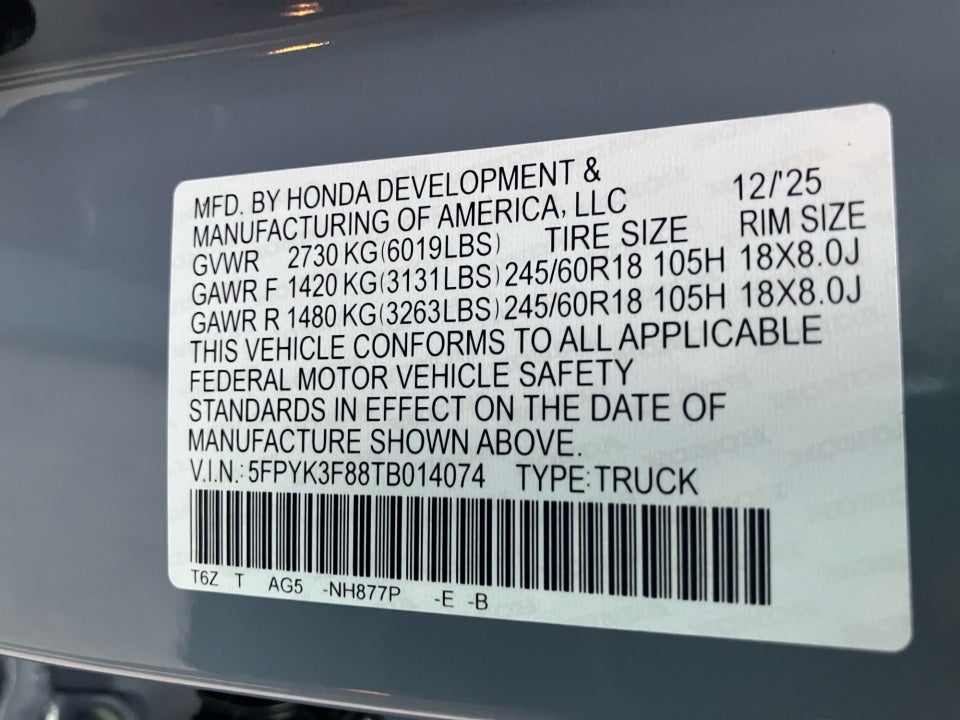 MFD. BY HONDA DEVELOPMENT &
MANUFACTURING OF AMERICA, LLC 12/'25
GVWR 2730 KG(6019LBS) TIRE SIZE RIM SIZE
GAWR F 1420 KG(3131LBS) 245/60R18 105H 18X8.0J
GAWR R 1480 KG(3263LBS) 245/60R18 105H 18X8.0J
THIS VEHICLE CONFORMS TO ALL APPLICABLE
FEDERAL MOTOR VEHICLE SAFETY
STANDARDS IN EFFECT ON THE DATE OF
MANUFACTURE SHOWN ABOVE.
V.I.N.: 5FPYK3F88TB014074 TYPE: TRUCK
T6Z T AG5 -NH877P -E -B